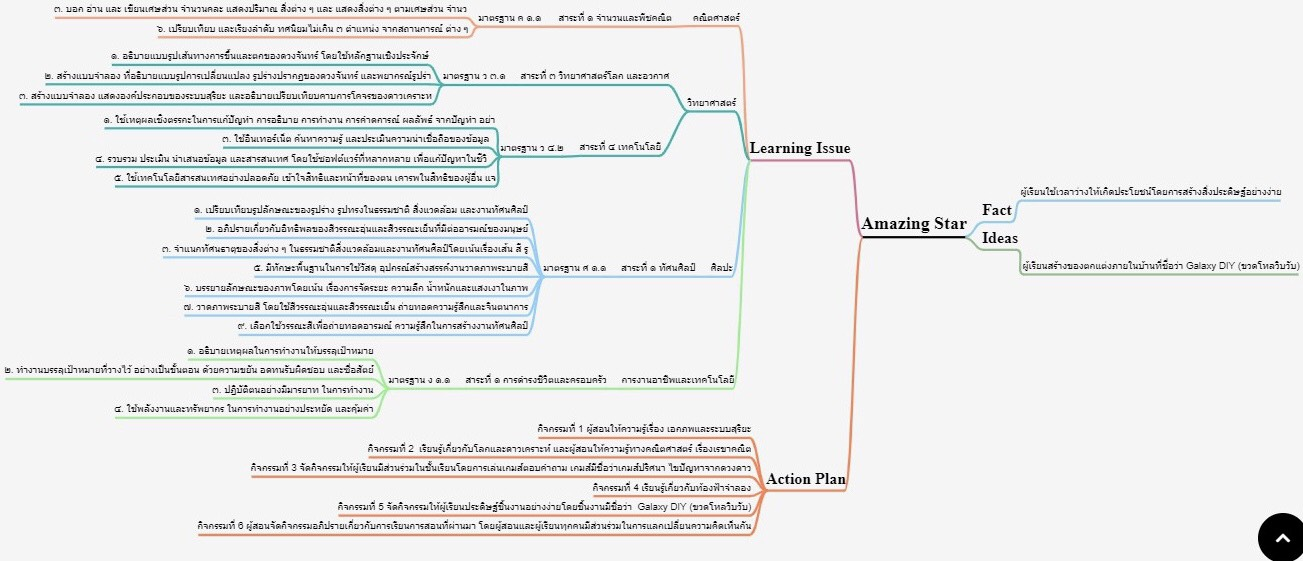 ๓. บอก อ่าน และ เขียนเศษส่วน จำนวนคละ แสดงปริมาณ สิ่งต่าง ๆ และ แสดงสิ่งต่าง ๆ ตามเศษส่วน จำนว
๖. เปรียบเทียบ และเรียงลำดับ ทศนิยมไม่เกิน ๓ ตำแหน่ง จากสถานการณ์ ต่าง ๆ
มาตรฐาน ค ๑.๑ สาระที่ ๑ จำนวนและพีชคณิต คณิตศาสตร์
๑. อธิบายแบบรูปเส้นทางการขึ้นและตกของดวงจันทร์ โดยใช้หลักฐานเชิงประจักษ์
๒. สร้างแบบจำลอง ที่อธิบายแบบรูปการเปลี่ยนแปลง รูปร่างปรากฏของดวงจันทร์ และพยากรณ์รูปร่า
๓. สร้างแบบจำลอง แสดงองค์ประกอบของระบบสุริยะ และอธิบายเปรียบเทียบคาบการโคจรของดาวเคราะห
มาตรฐาน ว ๓.๑ สาระที่ ๓ วิทยาศาสตร์โลก และอวกาศ
วิทยาศาสตร์
๑. ใช้เหตุผลเชิงตรรกะในการแก้ปัญหา การอธิบาย การทำงาน การคาดการณ์ ผลลัพธ์ จากปัญหา อย่า
๓. ใช้อินเทอร์เน็ต ค้นหาความรู้ และประเมินความน่าเชื่อถือของข้อมูล
๔. รวบรวม ประเมิน นำเสนอข้อมูล และสารสนเทศ โดยใช้ซอฟต์แวร์ที่หลากหลาย เพื่อแก้ปัญหาในชีวิ
๕. ใช้เทคโนโลยีสารสนเทศอย่างปลอดภัย เข้าใจสิทธิและหน้าที่ของตน เคารพในสิทธิของผู้อื่น แจ
มาตรฐาน ว ๔.๒ สาระที่ ๔ เทคโนโลยี
Learning Issue
๑. เปรียบเทียบรูปลักษณะของรูปร่าง รูปทรงในธรรมชาติ สิ่งแวดล้อม และงานทัศนศิลป์
๒. อภิปรายเกี่ยวกับอิทธิพลของสีวรรณะอุ่นและสีวรรณะเย็นที่มีต่ออารมณ์ของมนุษย์
๓. จำแนกทัศนธาตุของสิ่งต่าง ๆ ในธรรมชาติสิ่งแวดล้อมและงานทัศนศิลป์โดยเน้นเรื่องเส้น สี รู
๕. มีทักษะพื้นฐานในการใช้วัสดุ อุปกรณ์สร้างสรรค์งานวาดภาพระบายสี
๖. บรรยายลักษณะของภาพโดยเน้น เรื่องการจัดระยะ ความลึก น้ำหนักและแสงเงาในภาพ
๗. วาดภาพระบายสี โดยใช้สีวรรณะอุ่นและสีวรรณะเย็น ถ่ายทอดความรู้สึกและจินตนาการ
๙. เลือกใช้วรรณะสีเพื่อถ่ายทอดอารมณ์ ความรู้สึกในการสร้างงานทัศนศิลป์
มาตรฐาน ศ ๑.๑ สาระที่ ๑ ทัศนศิลป์ ศิลปะ
๑. อธิบายเหตุผลในการทำงานให้บรรลุเป้าหมาย
๒. ทำงานบรรลุเป้าหมายที่วางไว้ อย่างเป็นขั้นตอน ด้วยความขยัน อดทนรับผิดชอบ และซื่อสัตย์
๓. ปฏิบัติตนอย่างมีมารยาท ในการทำงาน
๔. ใช้พลังงานและทรัพยากร ในการทำงานอย่างประหยัด และคุ้มค่า
มาตรฐาน ง ๑.๑ สาระที่ ๑ การดำรงชีวิตและครอบครัว การงานอาชีพและเทคโนโลยี
กิจกรรมที่ 1 ผู้สอนให้ความรู้เรื่อง เอกภพและระบบสุริยะ
กิจกรรมที่ 2 เรียนรู้เกี่ยวกับโลกและดาวเคราะห์ และผู้สอนให้ความรู้ทางคณิตศาสตร์ เรื่องเรขาคณิต
กิจกรรมที่ 3 จัดกิจกรรมให้ผู้เรียนมีส่วนร่วมในชั้นเรียนโดยการเล่นเกมส์ตอบคำถาม เกมส์มีชื่อว่าเกมส์ปริศนา ไขปัญหาจากดวงดาว
กิจกรรมที่ 4 เรียนรู้เกี่ยวกับท้องฟ้าจำลอง
กิจกรรมที่ 5 จัดกิจกรรมให้ผู้เรียนประดิษฐ์ชิ้นงานอย่างง่ายโดยชิ้นงานมีชื่อว่า Galaxy DIY (ขวดโหลวิบวับ)
กิจกรรมที่ 6 ผู้สอนจัดกิจกรรมอภิปรายเกี่ยวกับการเรียนการสอนที่ผ่านมา โดยผู้สอนและผู้เรียนทุกคนมีส่วนร่วมในการแลกเปลี่ยนความคิดเห็นกัน
Action Plan
Amazing Star
Fact
ผู้เรียนใช้เวลาว่างให้เกิดประโยชน์โดยการสร้างสิ่งประดิษฐ์อย่างง่าย
Ideas
ผู้เรียนสร้างของตกแต่งภายในบ้านที่ชื่อว่า Galaxy DIY (ขวดโหลวิบวับ)